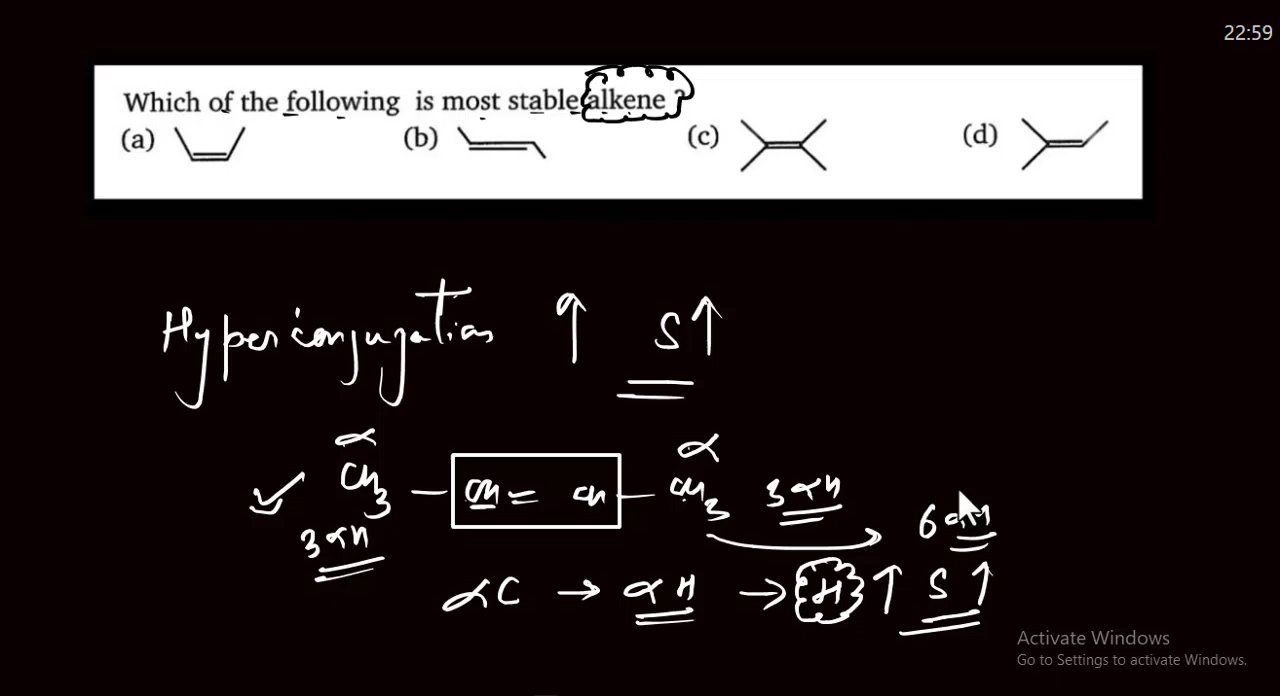 22:59
Which of the following is most stable alkene ?
(a) (b) (c) (d)
Hyperconjugation ↑ S↑
α α
CH3 — CH = CH — CH3 3αH
3αH 6αH
αC → αH → H ↑ S ↑
Activate Windows
Go to Settings to activate Windows.